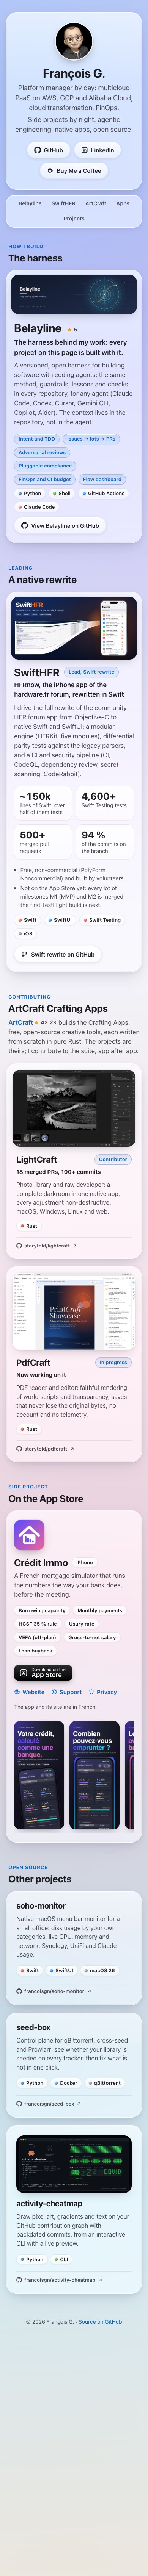 François G.
Platform manager by day: multicloud
PaaS on AWS, GCP and Alibaba Cloud,
cloud transformation, FinOps.
Side projects by night: agentic
engineering, native apps, open source.
GitHub
LinkedIn
Buy Me a Coffee
Belayline SwiftHFR ArtCraft Apps
Projects
HOW I BUILD
The harness
Belayline
Belayline 5
The harness behind my work: every
project on this page is built with it.
A versioned, open harness for building
software with coding agents: the same
method, guardrails, models and checks
in every repository, for any agent (Claude
Code, Codex, Cursor, Gemini CLI,
Copilot, Aider). The context lives in the
repository, not in the agent.
Intent and TDD
Issues → lots → PRs
Adversarial reviews
Pluggable compliance
FinOps and CI budget
Flow dashboard
Python
Shell
GitHub Actions
Claude Code
View Belayline on GitHub
LEADING
A native rewrite
SwiftHFR
SwiftHFR Lead, Swift rewrite
HFRnow, the iPhone app of the
hardware.fr forum, rewritten in Swift
I lead the full rewrite of the community
HFR forum app from Objective-C to
native Swift and SwiftUI: a modular
engine (HFRKit, five modules), differential
parity tests against the legacy parsers,
and a CI and security pipeline (CI,
CodeQL, dependency review, secret
scanning, CodeRabbit).
~150k
lines of Swift, over
half of them tests
4,600+
Swift Testing tests
500+
merged pull
requests
94 %
of the commits on
the branch
Free, non-commercial (PolyForm
Noncommercial) and built by volunteers.
Not on the App Store yet: every lot of
milestones M1 (MVP) and M2 is merged,
the first TestFlight build is next.
Swift
SwiftUI
Swift Testing
iOS
Swift rewrite on GitHub
CONTRIBUTING
ArtCraft Crafting Apps
ArtCraft 42.2K builds the Crafting Apps:
free, open-source creative tools, each written
from scratch in pure Rust. The project is
theirs; I contribute to the suite, app after app.
LightCraft Contributor
18 merged PRs, 100+ commits
Photo library and raw developer: a
complete darkroom in one native app,
every adjustment non-destructive.
macOS, Windows, Linux and web.
Rust
storytold/lightcraft ↗
PrintCraft
Showcase
PdfCraft In progress
Now working on it
PDF reader and editor: faithful rendering
of world scripts and transparency, saves
that never lose the original bytes, no
account and no telemetry.
Rust
storytold/pdfcraft ↗
SIDE PROJECT
On the App Store
Crédit Immo iPhone
A French mortgage simulator that runs
the numbers the way your bank does,
before the meeting.
Borrowing capacity
Monthly payments
HCSF 35 % rule
Usury rate
VEFA (off-plan)
Gross-to-net salary
Loan buyback
Download on the
App Store
Website
Support
Privacy
The app and its site are in French.
Votre crédit,
calculé
comme une
banque.
Combien
pouvez-vous
emprunter ?
OPEN SOURCE
Other projects
soho-monitor
Native macOS menu bar monitor for a
small office: disk usage by your own
categories, live CPU, memory and
network, Synology, UniFi and Claude
usage.
Swift
SwiftUI
macOS 26
francoisgn/soho-monitor ↗
seed-box
Control plane for qBittorrent, cross-seed
and Prowlarr: see whether your library is
seeded on every tracker, then fix what is
not in one click.
Python
Docker
qBittorrent
francoisgn/seed-box ↗
activity-cheatmap
Draw pixel art, gradients and text on your
GitHub contribution graph with
backdated commits, from an interactive
CLI with a live preview.
Python
CLI
francoisgn/activity-cheatmap ↗
© 2026 François G. · Source on GitHub